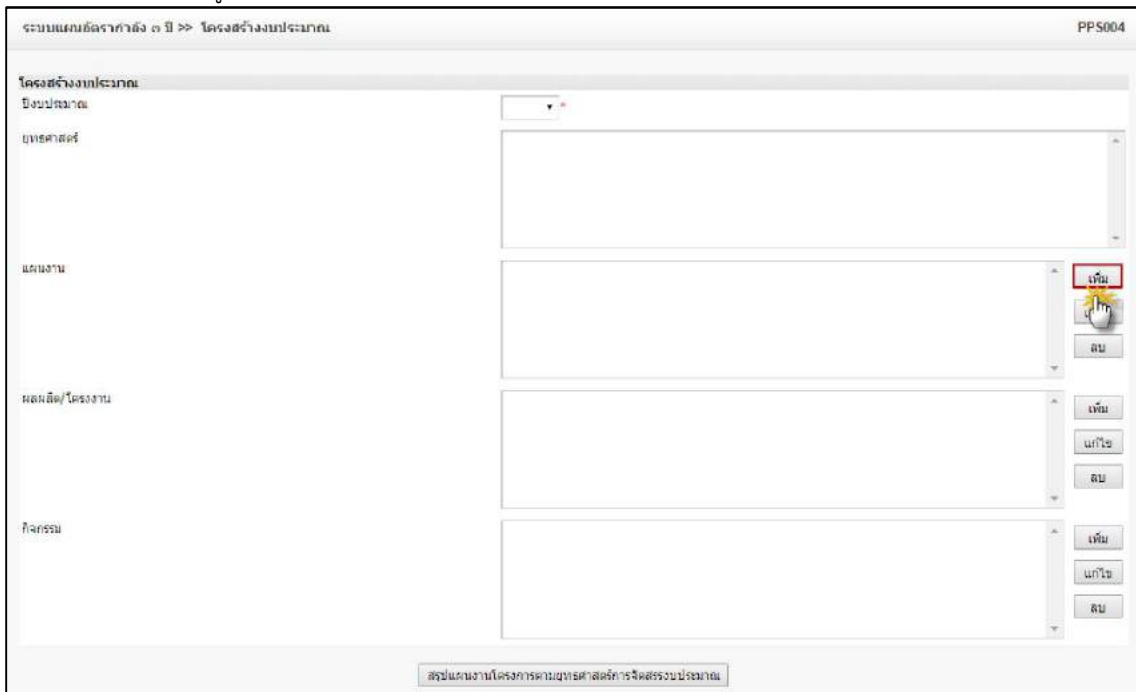 ระบบแผนอัตรากำลัง ๓ ปี >> โครงสร้างงบประมาณ PPS004
โครงสร้างงบประมาณ
ปีงบประมาณ *
ยุทธศาสตร์
แผนงาน
เพิ่ม
ลบ
ผลผลิต/โครงงาน
เพิ่ม
แก้ไข
ลบ
กิจกรรม
เพิ่ม
แก้ไข
ลบ
สรุปแผนงานโครงการตามยุทธศาสตร์การจัดสรรงบประมาณ